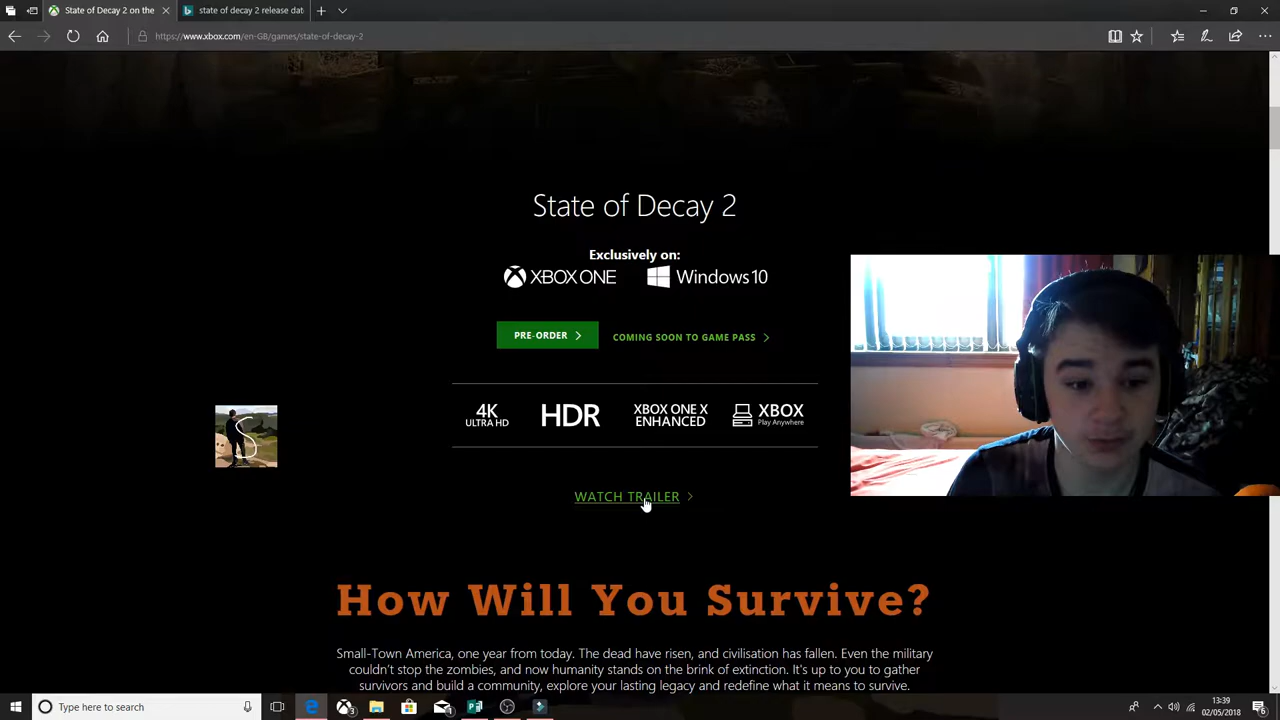 State of Decay 2 on the
state of decay 2 release dat
https://www.xbox.com/en-GB/games/state-of-decay-2
State of Decay 2
Exclusively on:
XBOX ONE Windows 10
PRE-ORDER COMING SOON TO GAME PASS
4K HDR XBOX ONE X XBOX
ULTRA HD ENHANCED Play Anywhere
S
WATCH TRAILER
How Will You Survive?
Small-Town America, one year from today. The dead have risen, and civilisation has fallen. Even the military
couldn't stop the zombies, and now humanity stands on the brink of extinction. It's up to you to gather
survivors and build a community, explore your lasting legacy and redefine what it means to survive.
Type here to search
13:39
02/05/2018